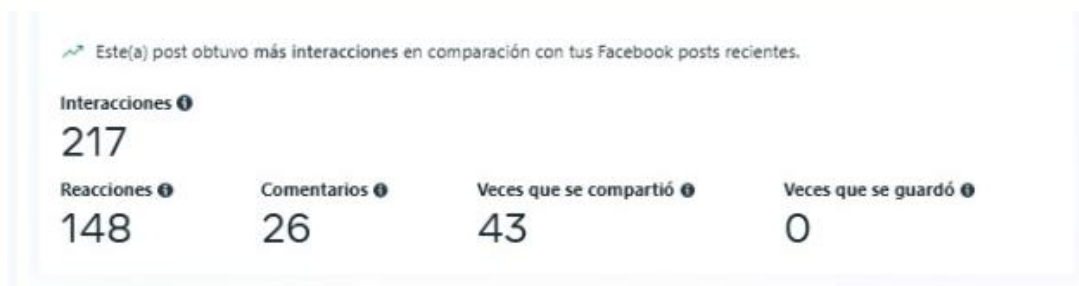 Este(a) post obtuvo más interacciones en comparación con tus Facebook posts recientes.
Interacciones
217
Reacciones Comentarios Veces que se compartió Veces que se guardó
148 26 43 0